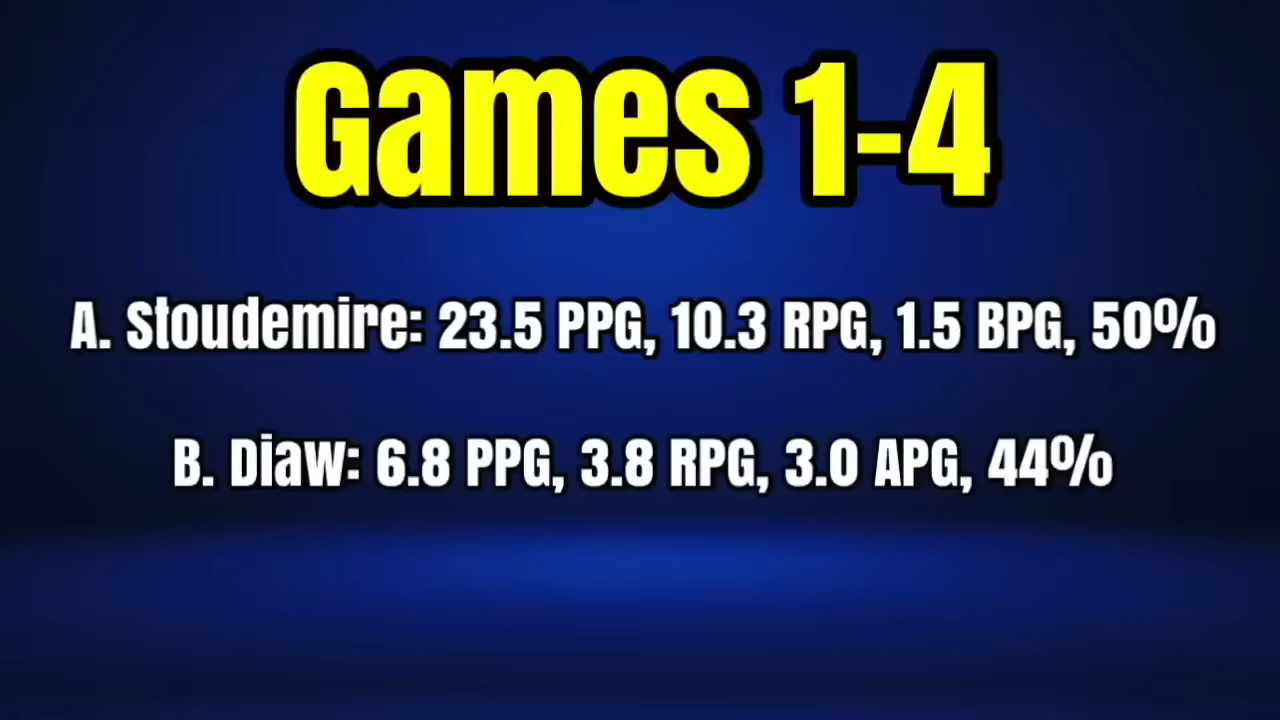 Games 1-4
A. Stoudemire: 23.5 PPG, 10.3 RPG, 1.5 BPG, 50%
B. Diaw: 6.8 PPG, 3.8 RPG, 3.0 APG, 44%